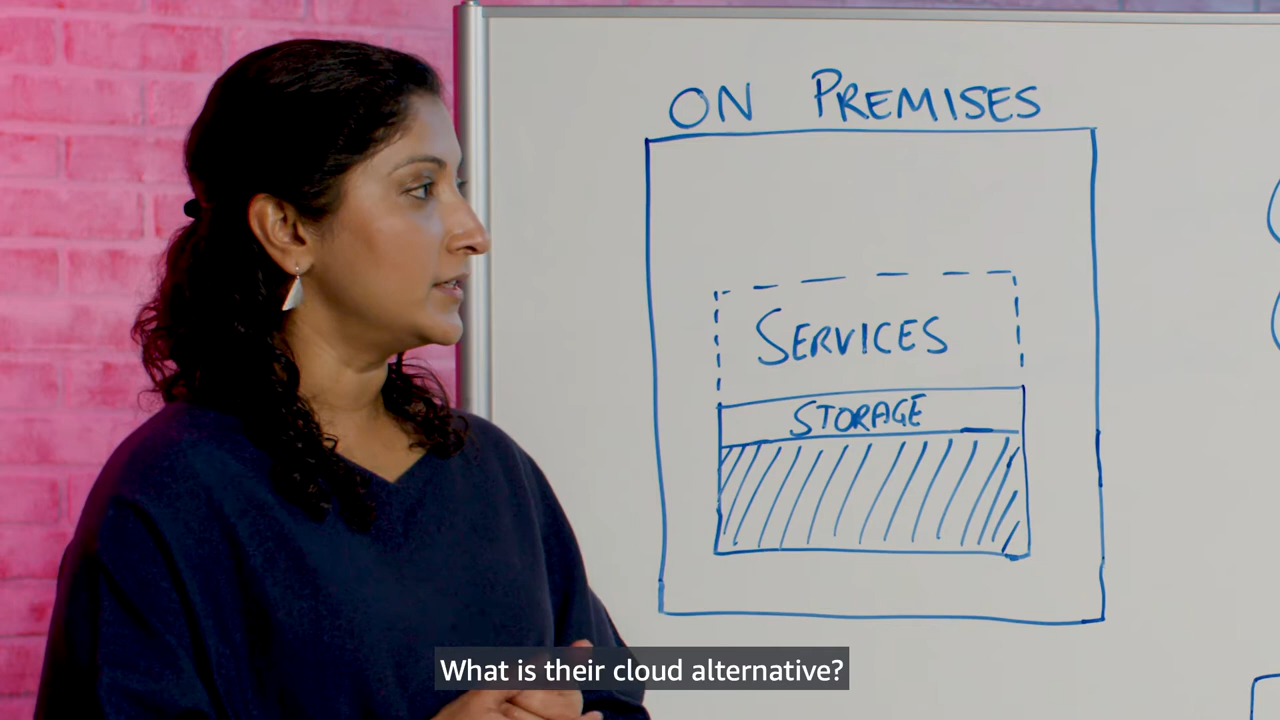 ON PREMISES
SERVICES
STORAGE
What is their cloud alternative?